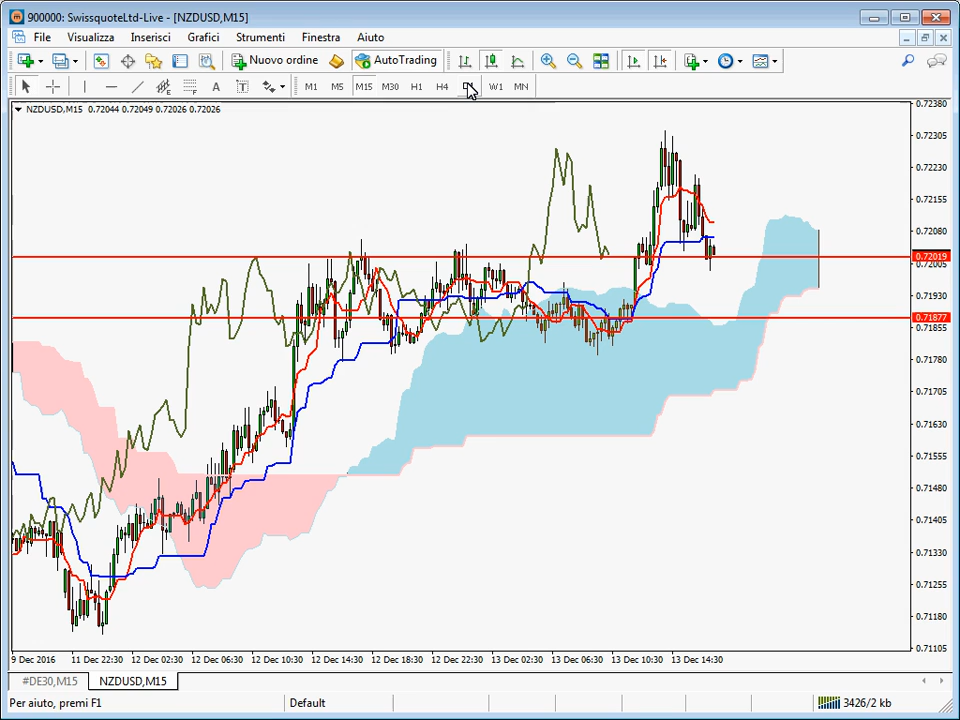 900000: SwissquoteLtd-Live - [NZDUSD,M15]
File Visualizza Inserisci Grafici Strumenti Finestra Aiuto
Nuovo ordine AutoTrading
A T M1 M5 M15 M30 H1 H4 W1 MN
NZDUSD,M15 0.72044 0.72049 0.72026 0.72026
0.72380
0.72305
0.72230
0.72155
0.72080
0.72019
0.72005
0.71930
0.71877
0.71855
0.71780
0.71705
0.71630
0.71555
0.71480
0.71405
0.71330
0.71255
0.71180
0.71105
9 Dec 2016 11 Dec 22:30 12 Dec 02:30 12 Dec 06:30 12 Dec 10:30 12 Dec 14:30 12 Dec 18:30 12 Dec 22:30 13 Dec 02:30 13 Dec 06:30 13 Dec 10:30 13 Dec 14:30
#DE30,M15 NZDUSD,M15
Per aiuto, premi F1 Default 3426/2 kb